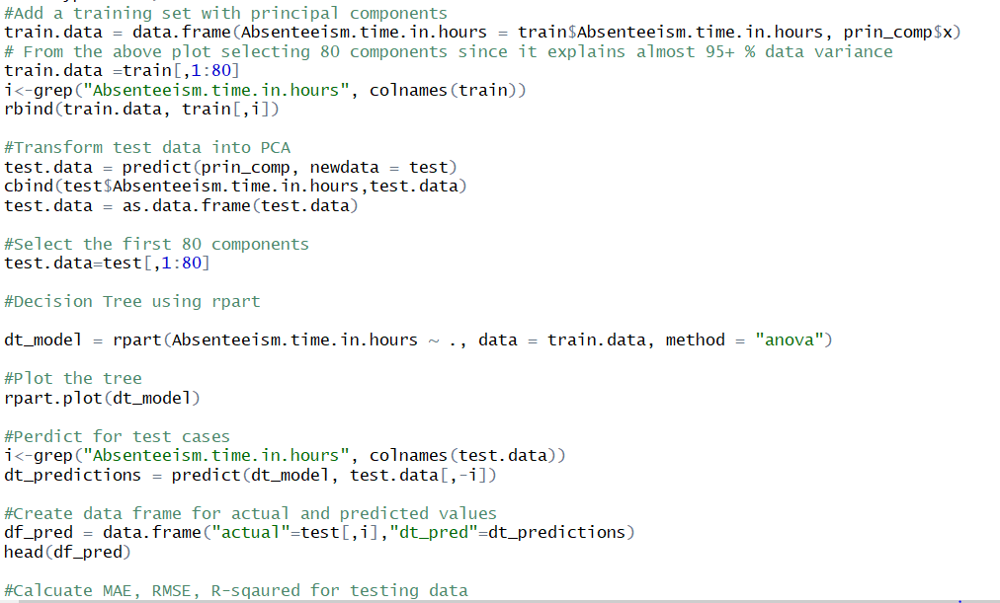 #Add a training set with principal components
train.data = data.frame(Absenteeism.time.in.hours = train$Absenteeism.time.in.hours, prin_comp$x)
# From the above plot selecting 80 components since it explains almost 95+ % data variance
train.data =train[,1:80]
i<-grep("Absenteeism.time.in.hours", colnames(train))
rbind(train.data, train[,i])
#Transform test data into PCA
test.data = predict(prin_comp, newdata = test)
cbind(test$Absenteeism.time.in.hours,test.data)
test.data = as.data.frame(test.data)
#Select the first 80 components
test.data=test[,1:80]
#Decision Tree using rpart
dt_model = rpart(Absenteeism.time.in.hours ~ ., data = train.data, method = "anova")
#Plot the tree
rpart.plot(dt_model)
#Perdict for test cases
i<-grep("Absenteeism.time.in.hours", colnames(test.data))
dt_predictions = predict(dt_model, test.data[,-i])
#Create data frame for actual and predicted values
df_pred = data.frame("actual"=test[,i],"dt_pred"=dt_predictions)
head(df_pred)
#Calcuate MAE, RMSE, R-sqaured for testing data